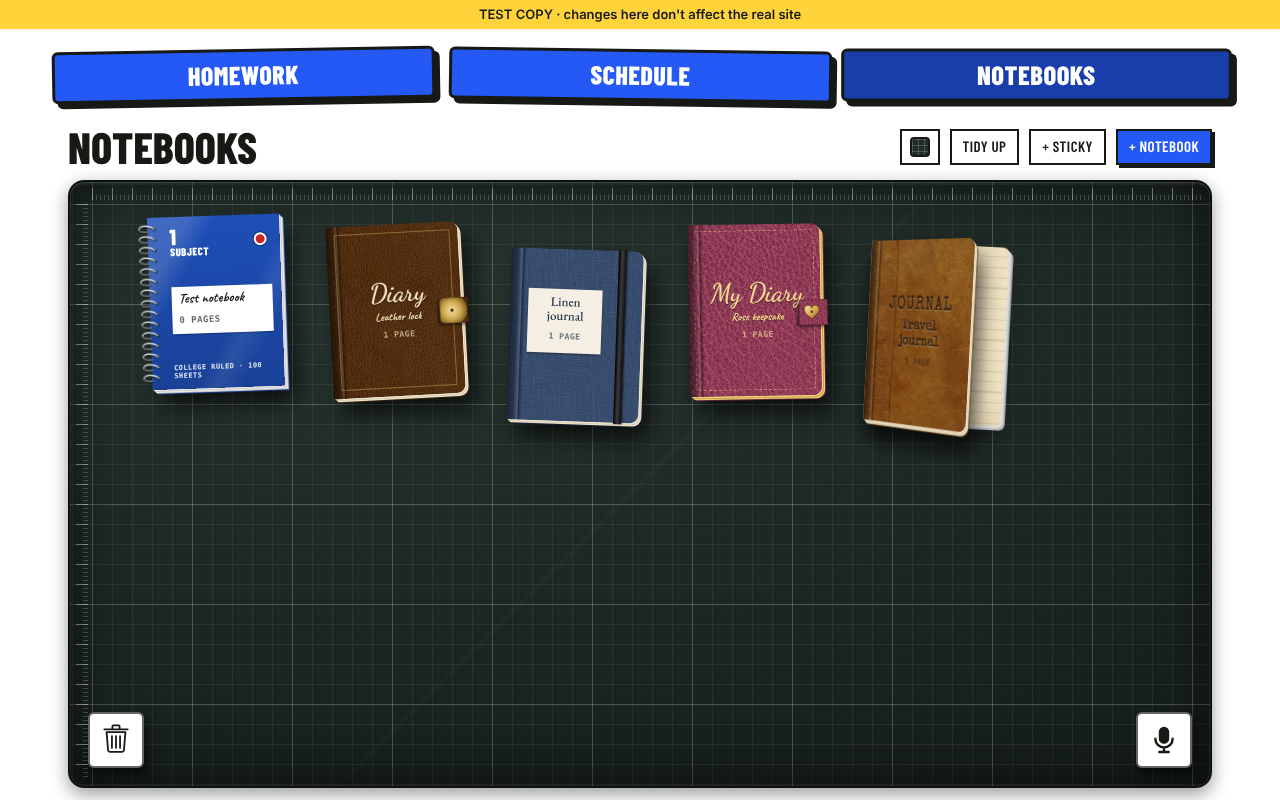 TEST COPY · changes here don't affect the real site
HOMEWORK
SCHEDULE
NOTEBOOKS
NOTEBOOKS
TIDY UP
+ STICKY
+ NOTEBOOK
1
SUBJECT
Test notebook
0 PAGES
COLLEGE RULED · 100
SHEETS
Diary
Leather lock
1 PAGE
Linen
journal
1 PAGE
My Diary
Rose keepsake
1 PAGE
JOURNAL
Travel
journal
1 PAGE